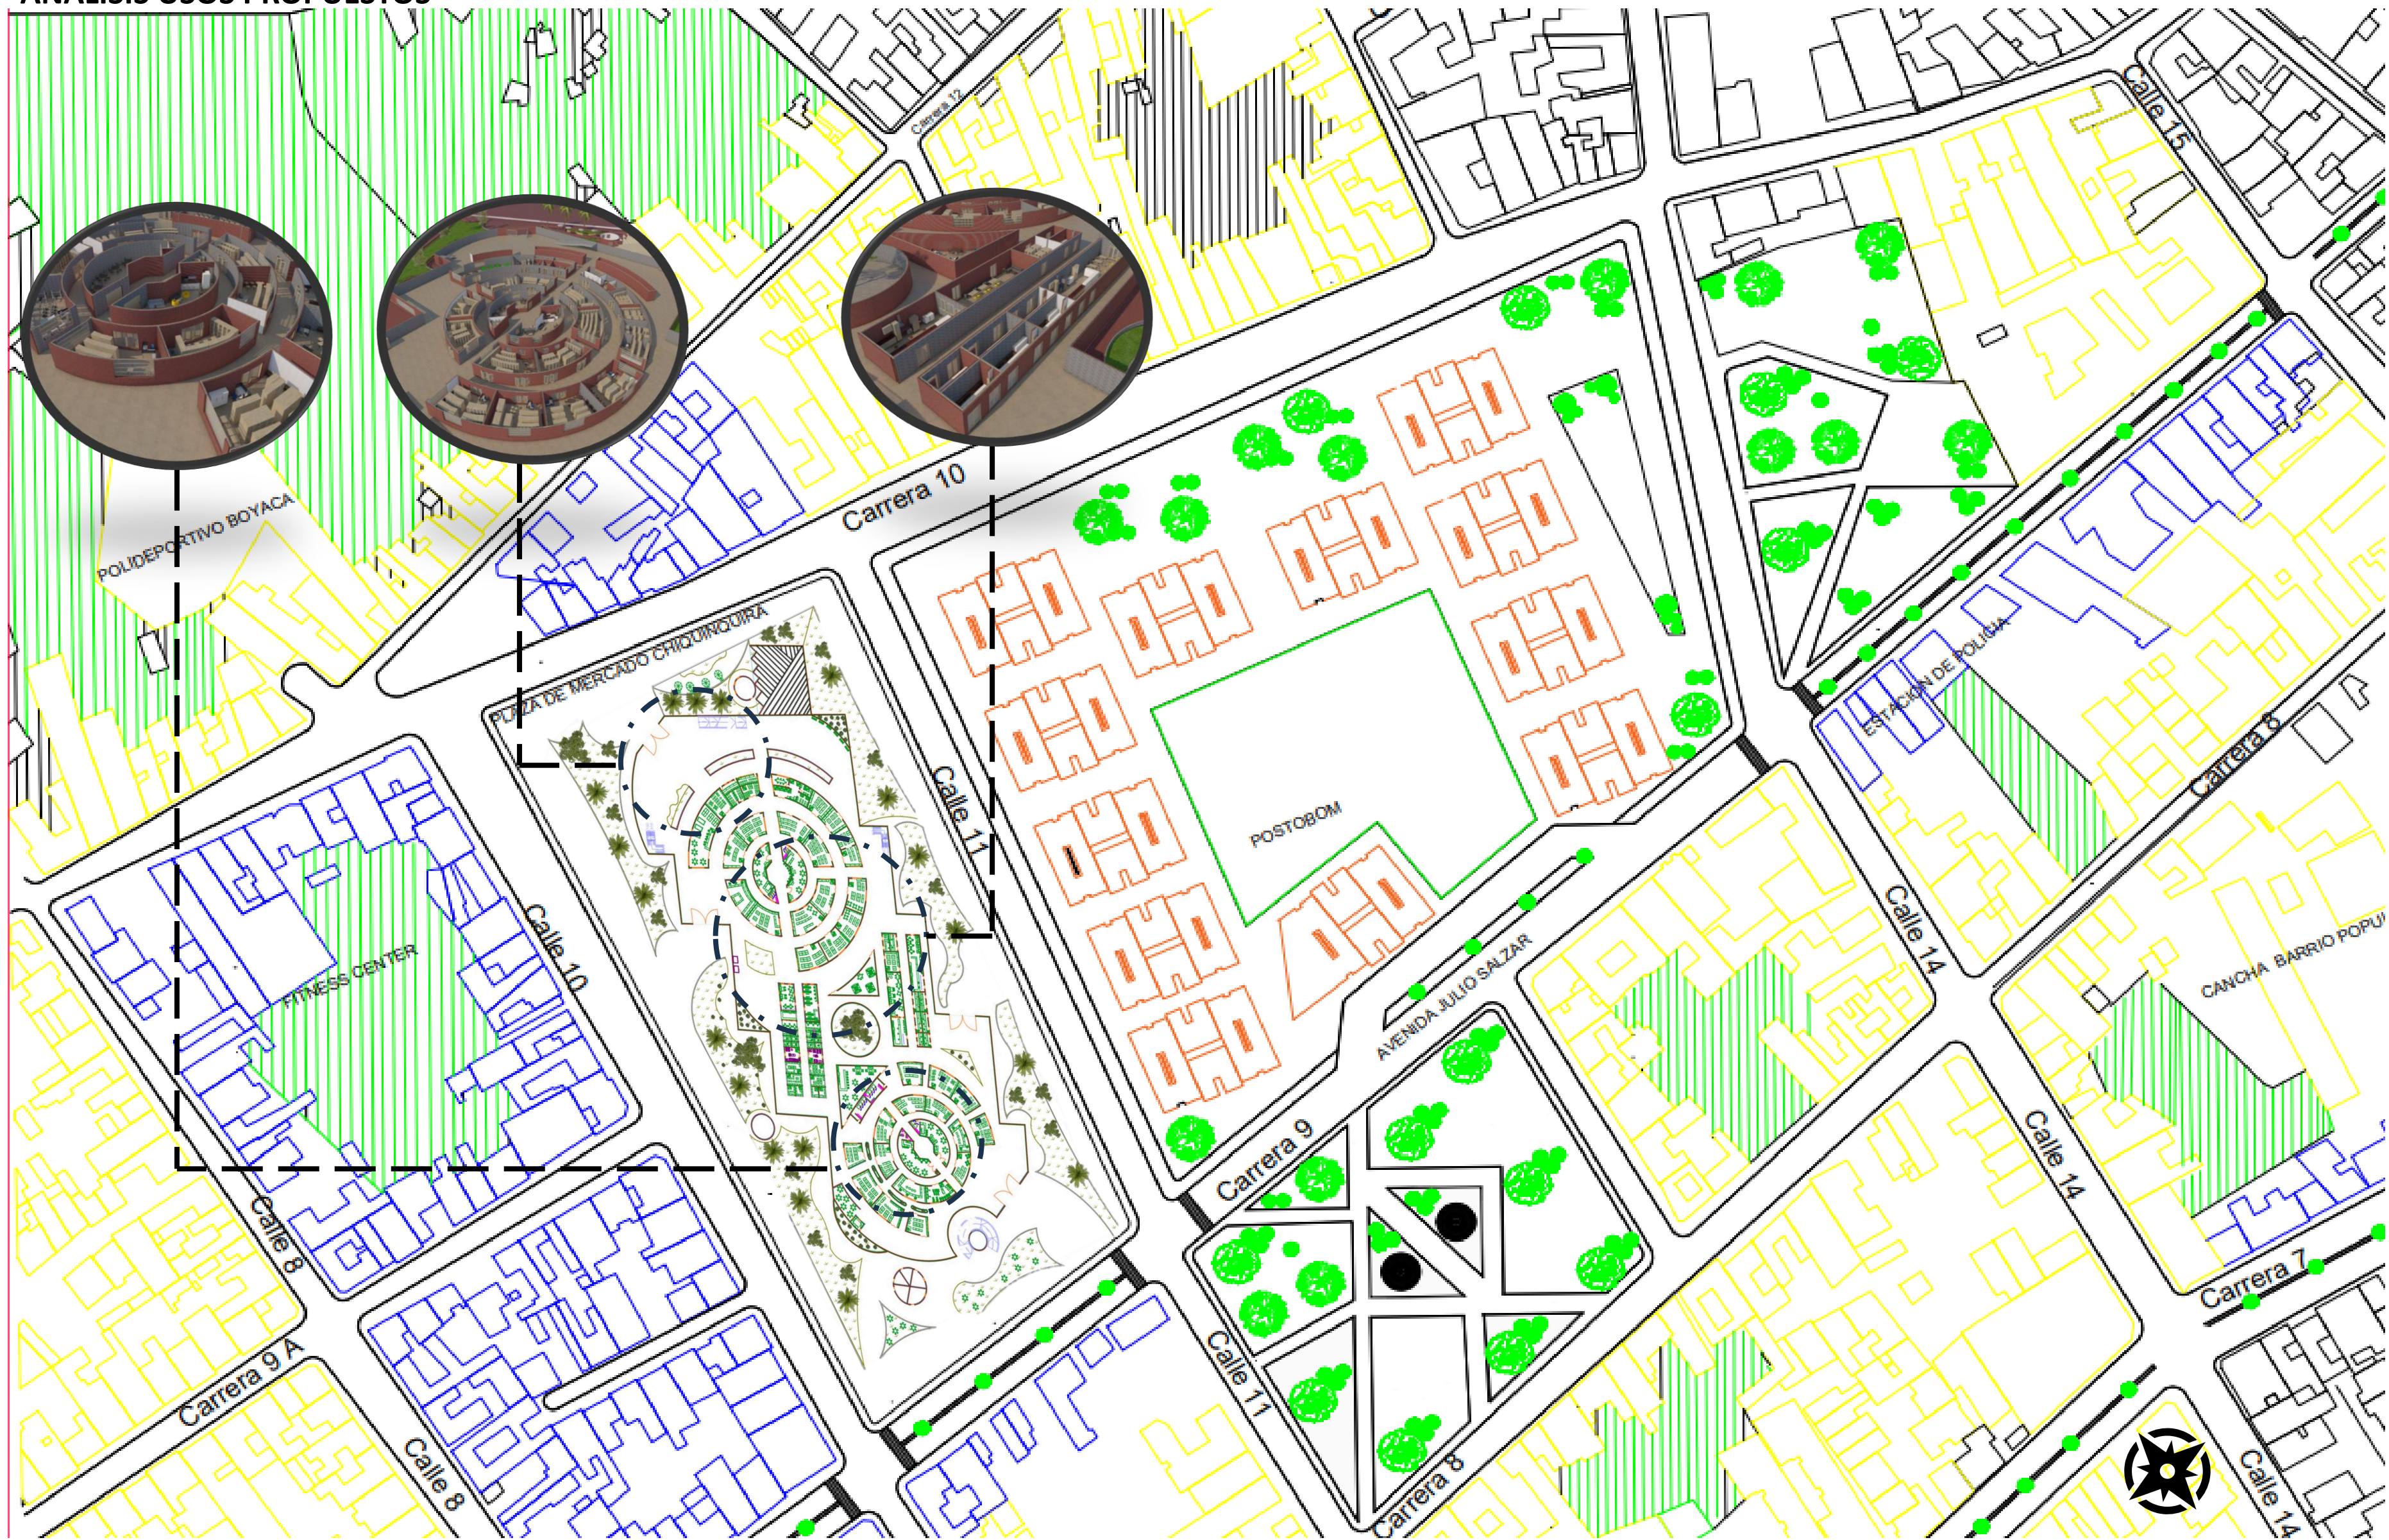 ANALISIS USOS PROPUESTOS
Calle 15
Carrera 12
Carrera 10
POLIDEPORTIVO BOYACA
PLAZA DE MERCADO CHIQUINQUIRA
ESTACION DE POLICIA
Carrera 8
Calle 11
POSTOBOM
Calle 10
FITNESS CENTER
Calle 14
AVENIDA JULIO SALZAR
CANCHA BARRIO POPU
Carrera 9
Calle 14
Calle 8
Carrera 7
Calle 11
Carrera 9 A
Calle 8
Carrera 8
Calle 14